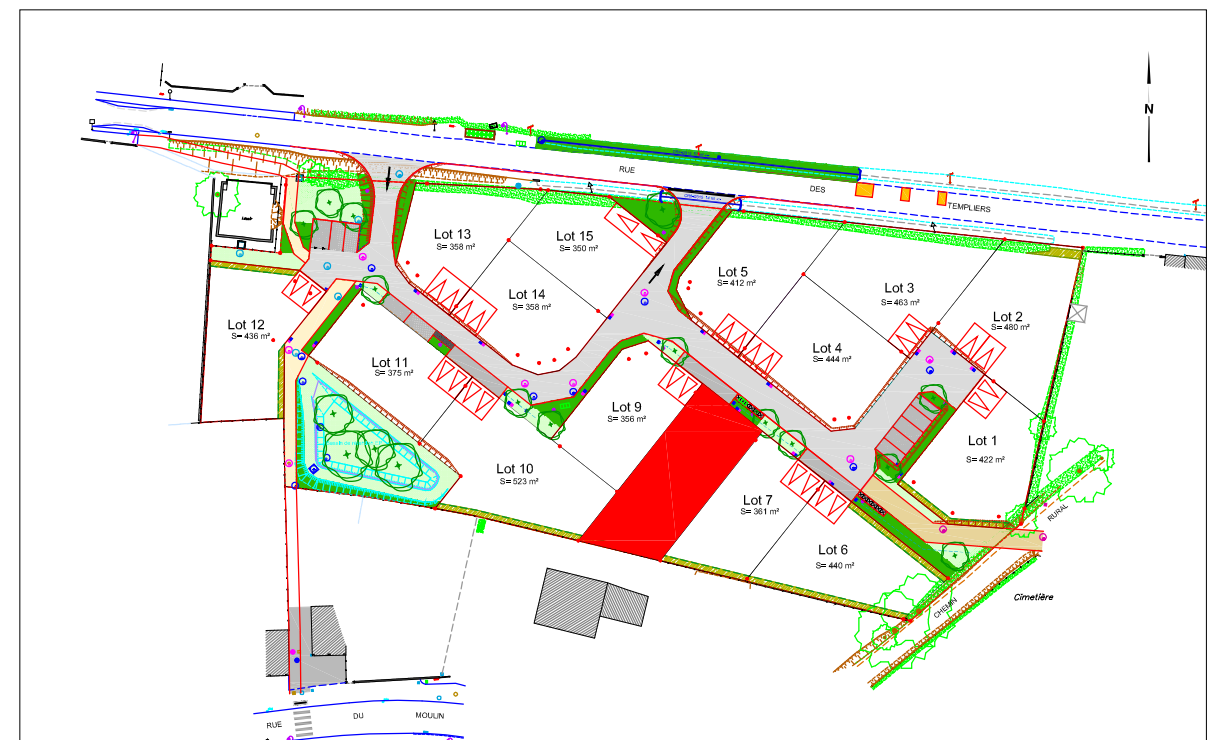 N
RUE
DES
TEMPLIERS
Lot 13
S= 358 m²
Lot 15
S= 350 m²
Lot 5
S= 412 m²
Lot 3
S= 463 m²
Lot 14
S= 358 m²
Lot 2
S= 480 m²
Lot 12
S= 436 m²
Lot 4
S= 444 m²
Lot 11
S= 375 m²
Lot 9
S= 356 m²
Lot 1
S= 422 m²
Lot 10
S= 523 m²
Lot 7
S= 361 m²
Lot 6
S= 440 m²
CHEMIN
RURAL
Cimetière
RUE
DU
MOULIN